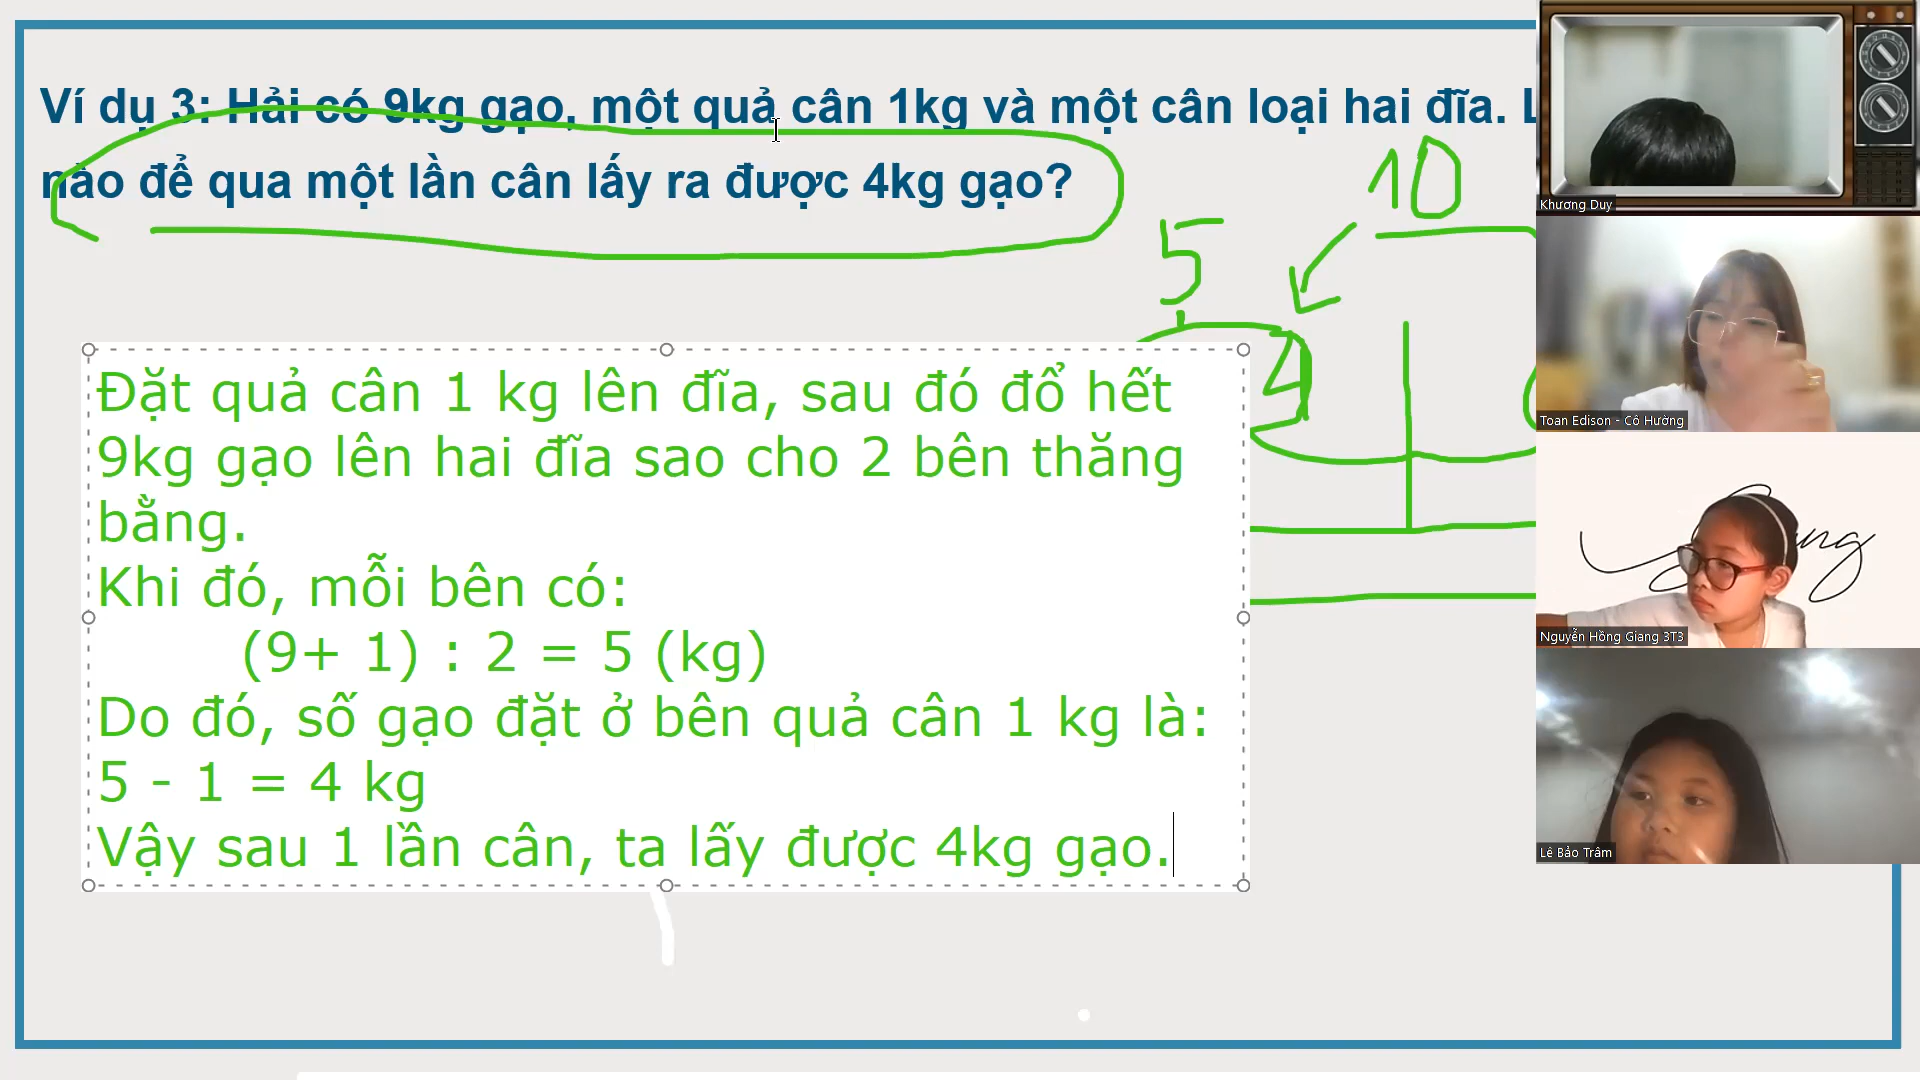 Ví dụ 3: Hải có 9kg gạo, một quả cân 1kg và một cân loại hai đĩa.
nào để qua một lần cân lấy ra được 4kg gạo?
10
5
4
Đặt quả cân 1 kg lên đĩa, sau đó đổ hết
9kg gạo lên hai đĩa sao cho 2 bên thăng
bằng.
Khi đó, mỗi bên có:
(9+ 1) : 2 = 5 (kg)
Do đó, số gạo đặt ở bên quả cân 1 kg là:
5 - 1 = 4 kg
Vậy sau 1 lần cân, ta lấy được 4kg gạo.
Khương Duy
Toan Edison - Cô Hường
Nguyễn Hồng Giang 3T3
Lê Bảo Trâm